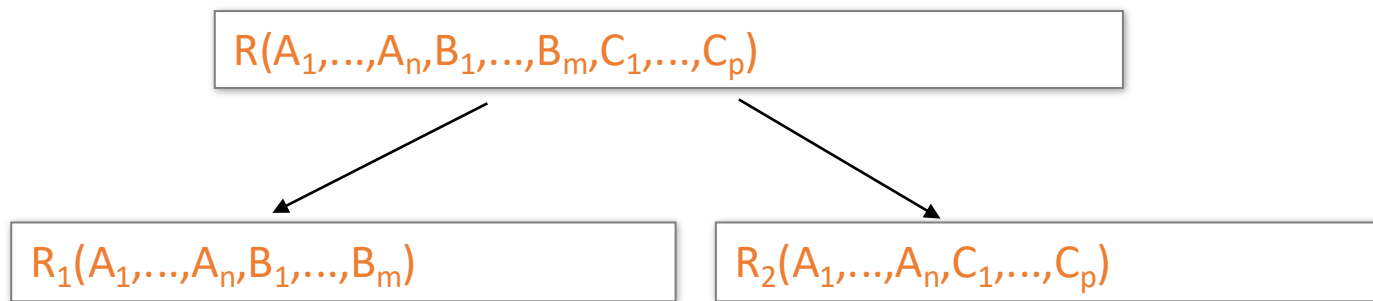 R(A₁,...,Aₙ,B₁,...,Bₘ,C₁,...,Cₚ)
R₁(A₁,...,Aₙ,B₁,...,Bₘ)
R₂(A₁,...,Aₙ,C₁,...,Cₚ)